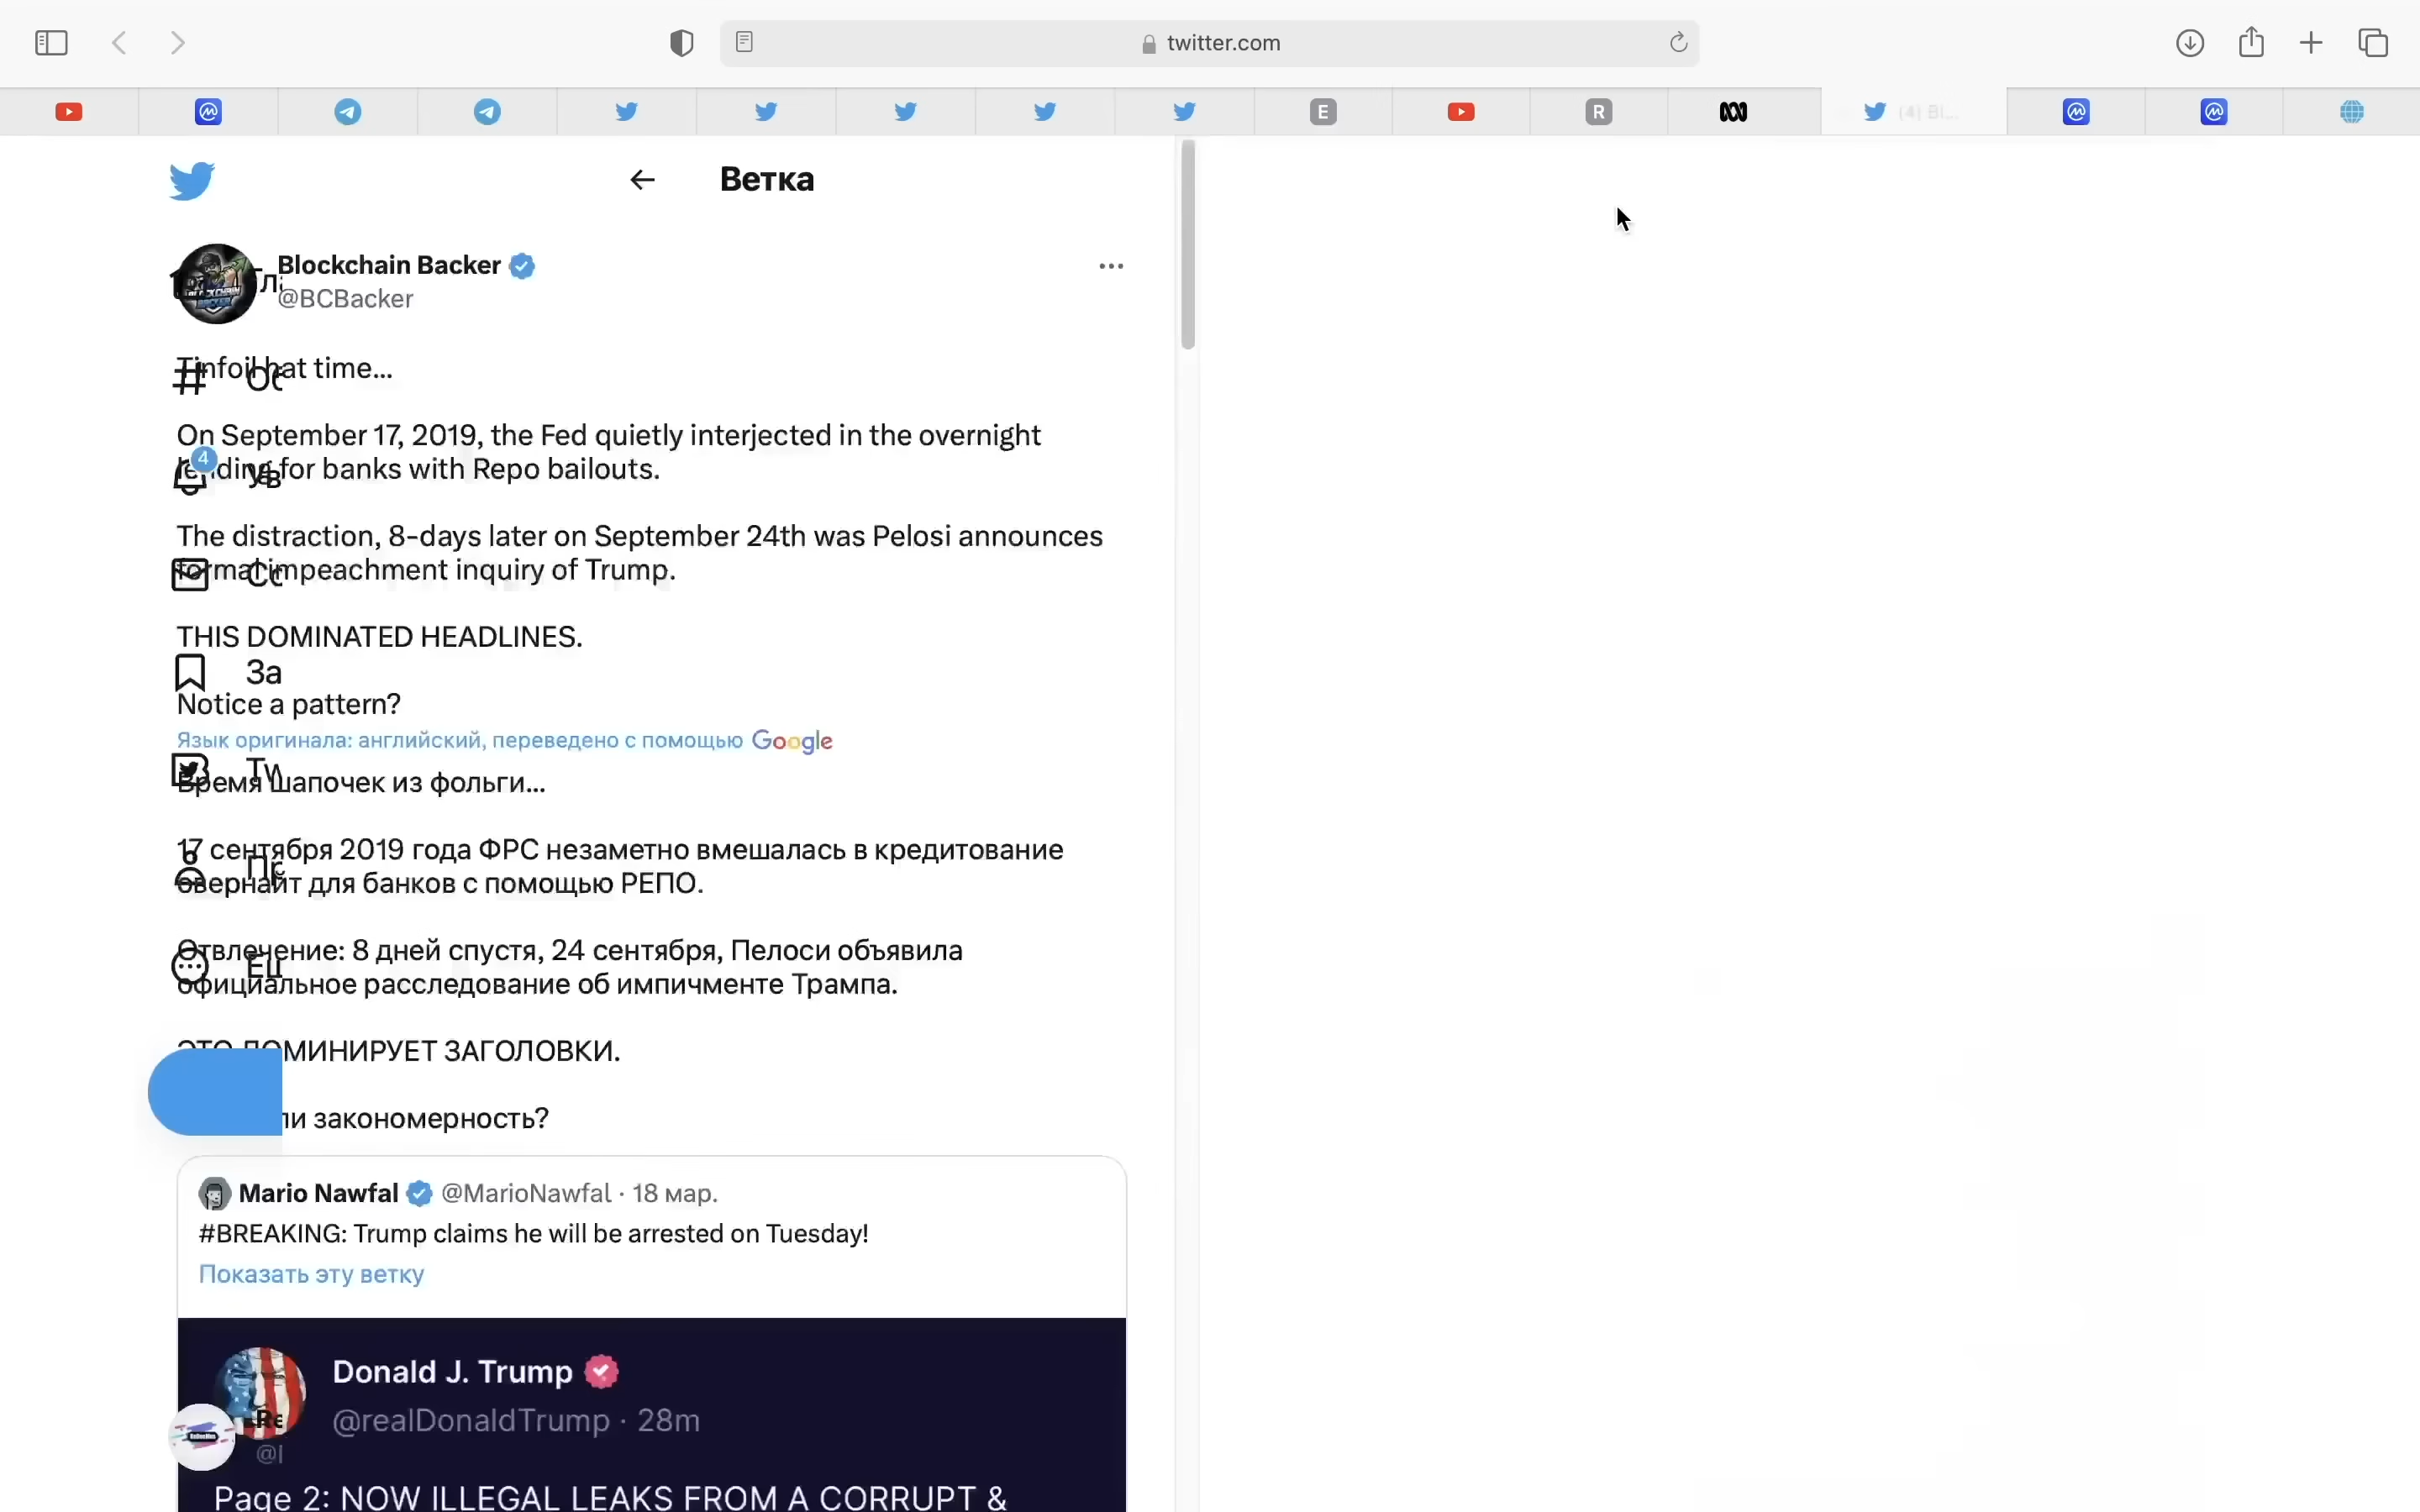 twitter.com
E
R
(4) Bl...
Ветка
Blockchain Backer
@BCBacker
Tinfoil hat time...
On September 17, 2019, the Fed quietly interjected in the overnight
lending for banks with Repo bailouts.
4
The distraction, 8-days later on September 24th was Pelosi announces
formal impeachment inquiry of Trump.
THIS DOMINATED HEADLINES.
За
Notice a pattern?
Язык оригинала: английский, переведено с помощью Google
Tw
Время шапочек из фольги...
17 сентября 2019 года ФРС незаметно вмешалась в кредитование
овернайт для банков с помощью РЕПО.
Отвлечение: 8 дней спустя, 24 сентября, Пелоси объявила
официальное расследование об импичменте Трампа.
ЭТО ДОМИНИРУЕТ ЗАГОЛОВКИ.
ли закономерность?
Mario Nawfal @MarioNawfal · 18 мар.
#BREAKING: Trump claims he will be arrested on Tuesday!
Показать эту ветку
Donald J. Trump
@realDonaldTrump · 28m
Re
@
Page 2: NOW ILLEGAL LEAKS FROM A CORRUPT &